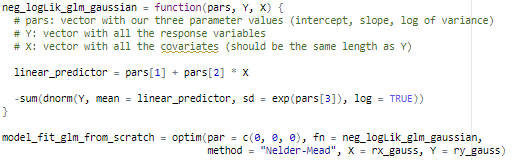 neg_logLik_glm_gaussian = function(pars, Y, X) {
# pars: vector with our three parameter values (intercept, slope, log of variance)
# Y: vector with all the response variables
# X: vector with all the covariates (should be the same length as Y)
linear_predictor = pars[1] + pars[2] * X
-sum(dnorm(Y, mean = linear_predictor, sd = exp(pars[3]), log = TRUE))
}
model_fit_glm_from_scratch = optim(par = c(0, 0, 0), fn = neg_logLik_glm_gaussian,
method = "Nelder-Mead", X = rx_gauss, Y = ry_gauss)